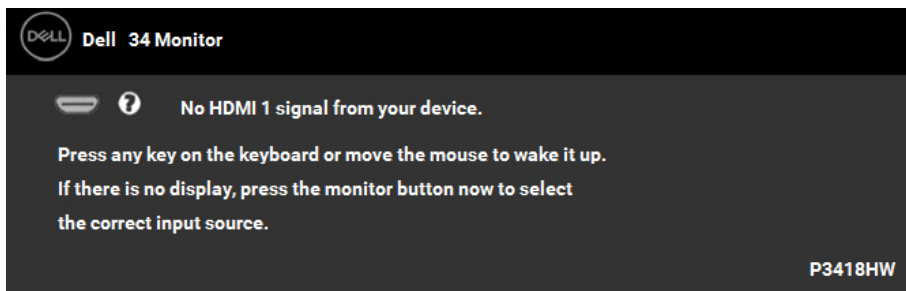 DELL Dell 34 Monitor
No HDMI 1 signal from your device.
Press any key on the keyboard or move the mouse to wake it up.
If there is no display, press the monitor button now to select
the correct input source.
P3418HW